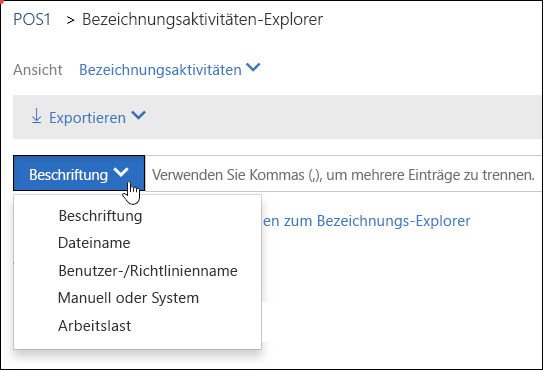 POS1 > Bezeichnungsaktivitäten-Explorer
Ansicht Bezeichnungsaktivitäten
Exportieren
Beschriftung Verwenden Sie Kommas (,), um mehrere Einträge zu trennen.
Beschriftung
en zum Bezeichnungs-Explorer
Dateiname
Benutzer-/Richtlinienname
Manuell oder System
Arbeitslast